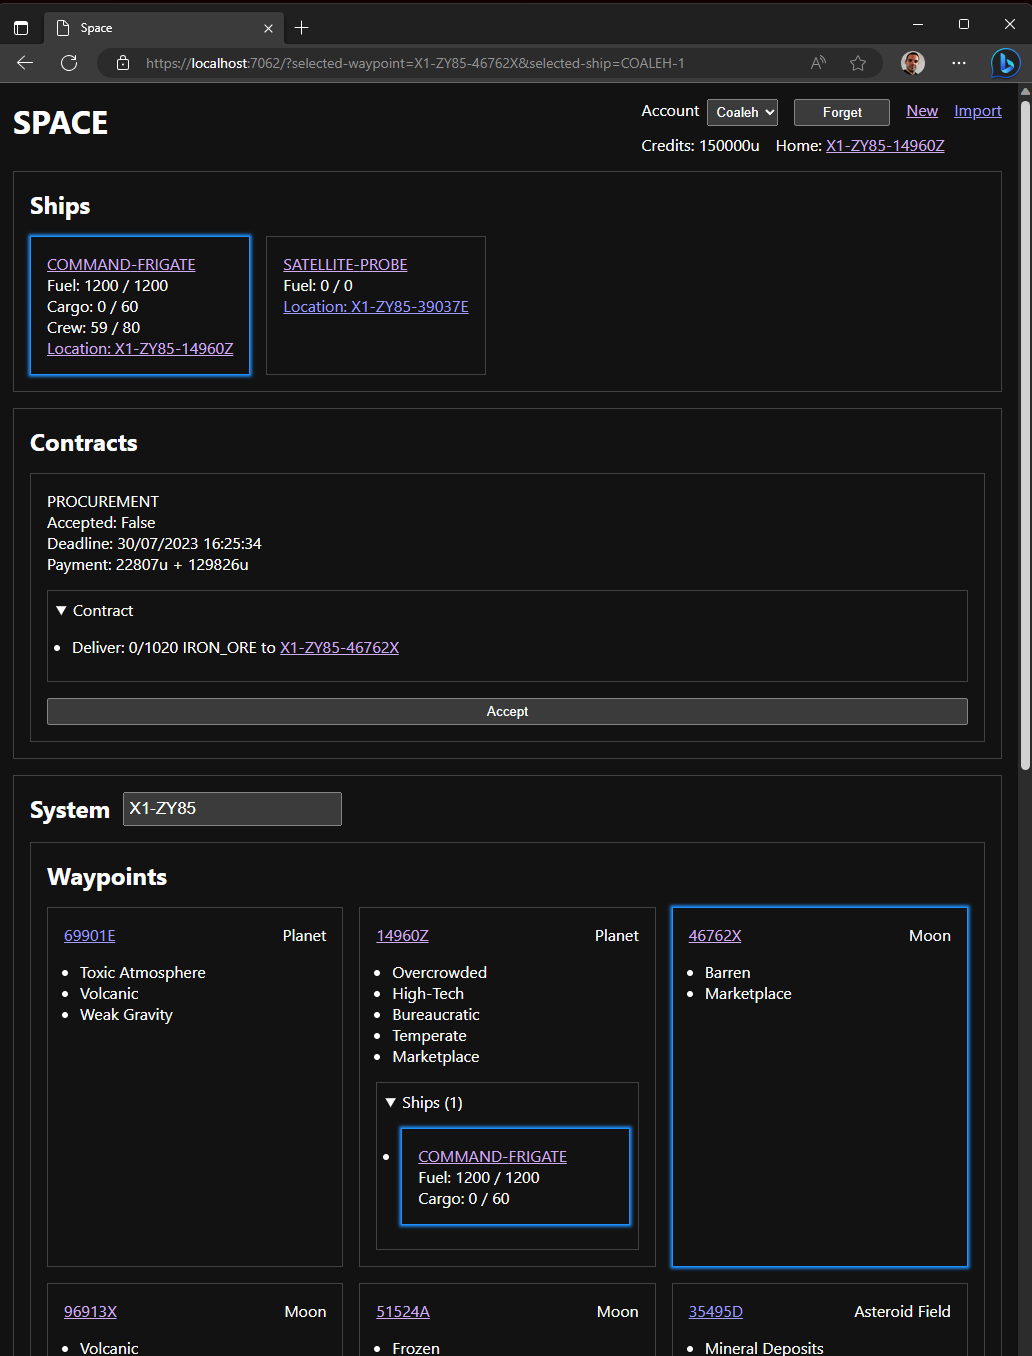 Space
https://localhost:7062/?selected-waypoint=X1-ZY85-46762X&selected-ship=COALEH-1
SPACE
Account Coaleh Forget New Import
Credits: 150000u Home: X1-ZY85-14960Z
Ships
COMMAND-FRIGATE
Fuel: 1200 / 1200
Cargo: 0 / 60
Crew: 59 / 80
Location: X1-ZY85-14960Z
SATELLITE-PROBE
Fuel: 0 / 0
Location: X1-ZY85-39037E
Contracts
PROCUREMENT
Accepted: False
Deadline: 30/07/2023 16:25:34
Payment: 22807u + 129826u
Contract
Deliver: 0/1020 IRON_ORE to X1-ZY85-46762X
Accept
System X1-ZY85
Waypoints
69901E Planet
Toxic Atmosphere
Volcanic
Weak Gravity
14960Z Planet
Overcrowded
High-Tech
Bureaucratic
Temperate
Marketplace
Ships (1)
COMMAND-FRIGATE
Fuel: 1200 / 1200
Cargo: 0 / 60
46762X Moon
Barren
Marketplace
96913X Moon
Volcanic
51524A Moon
Frozen
35495D Asteroid Field
Mineral Deposits